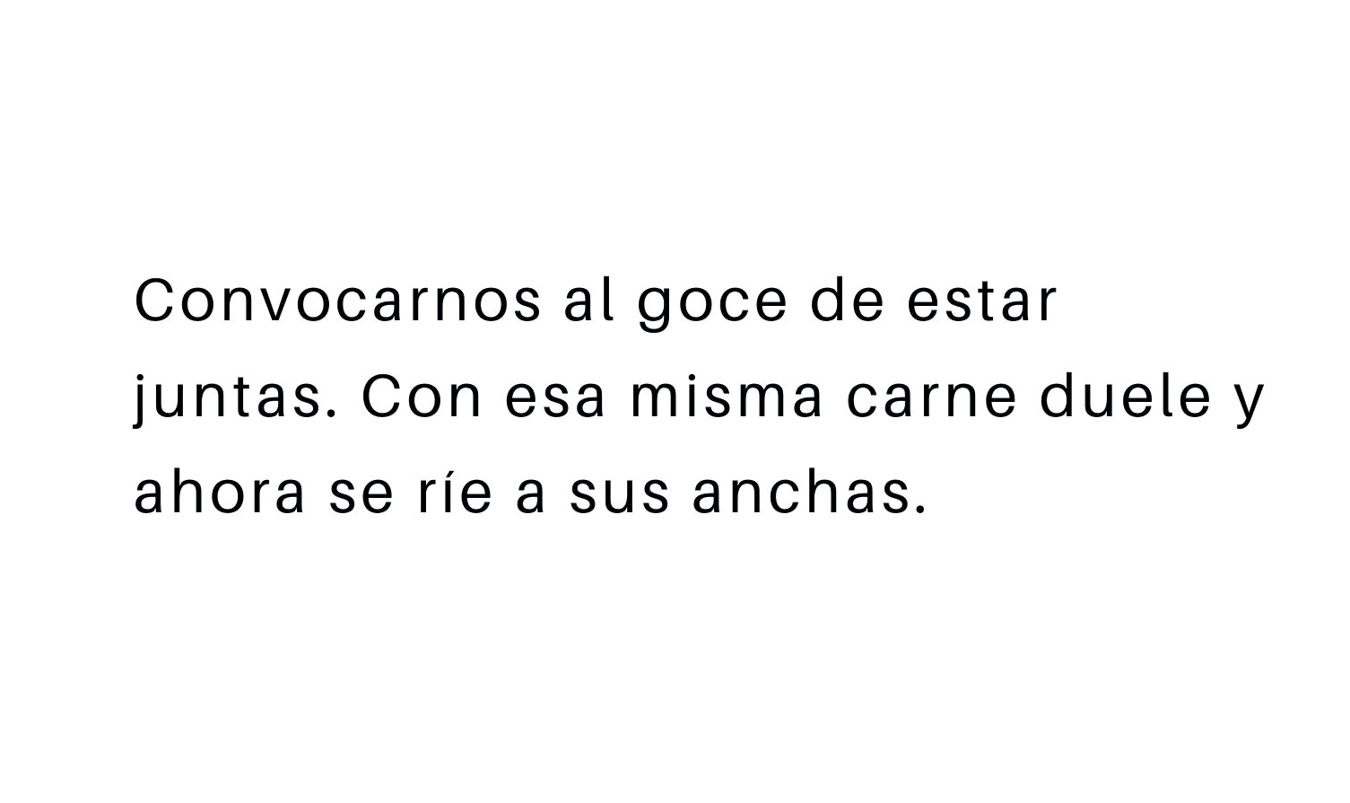 Convocarnos al goce de estar
juntas. Con esa misma carne duele y
ahora se ríe a sus anchas.